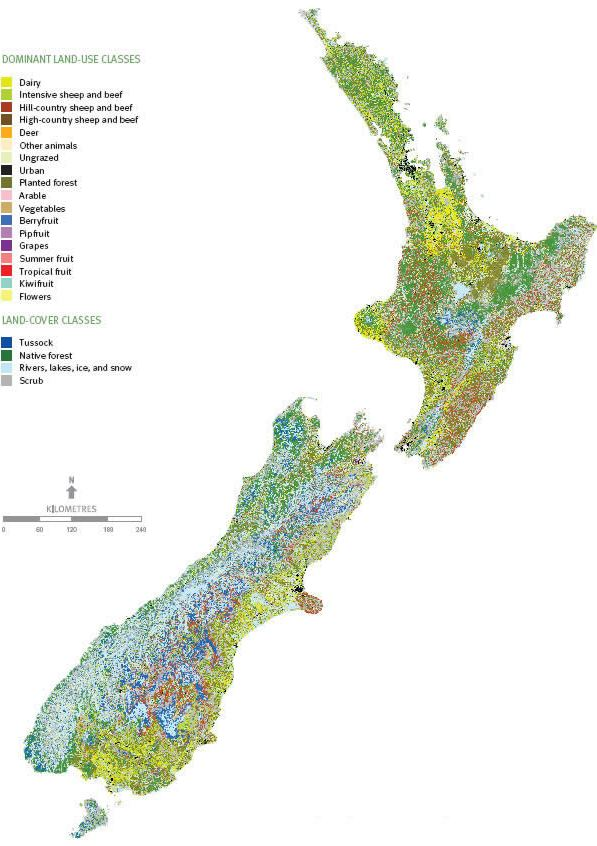 DOMINANT LAND-USE CLASSES
Dairy
Intensive sheep and beef
Hill-country sheep and beef
High-country sheep and beef
Deer
Other animals
Ungrazed
Urban
Planted forest
Arable
Vegetables
Berryfruit
Pipfruit
Grapes
Summer fruit
Tropical fruit
Kiwifruit
Flowers
LAND-COVER CLASSES
Tussock
Native forest
Rivers, lakes, ice, and snow
Scrub
N
KILOMETRES
0 60 120 180 240